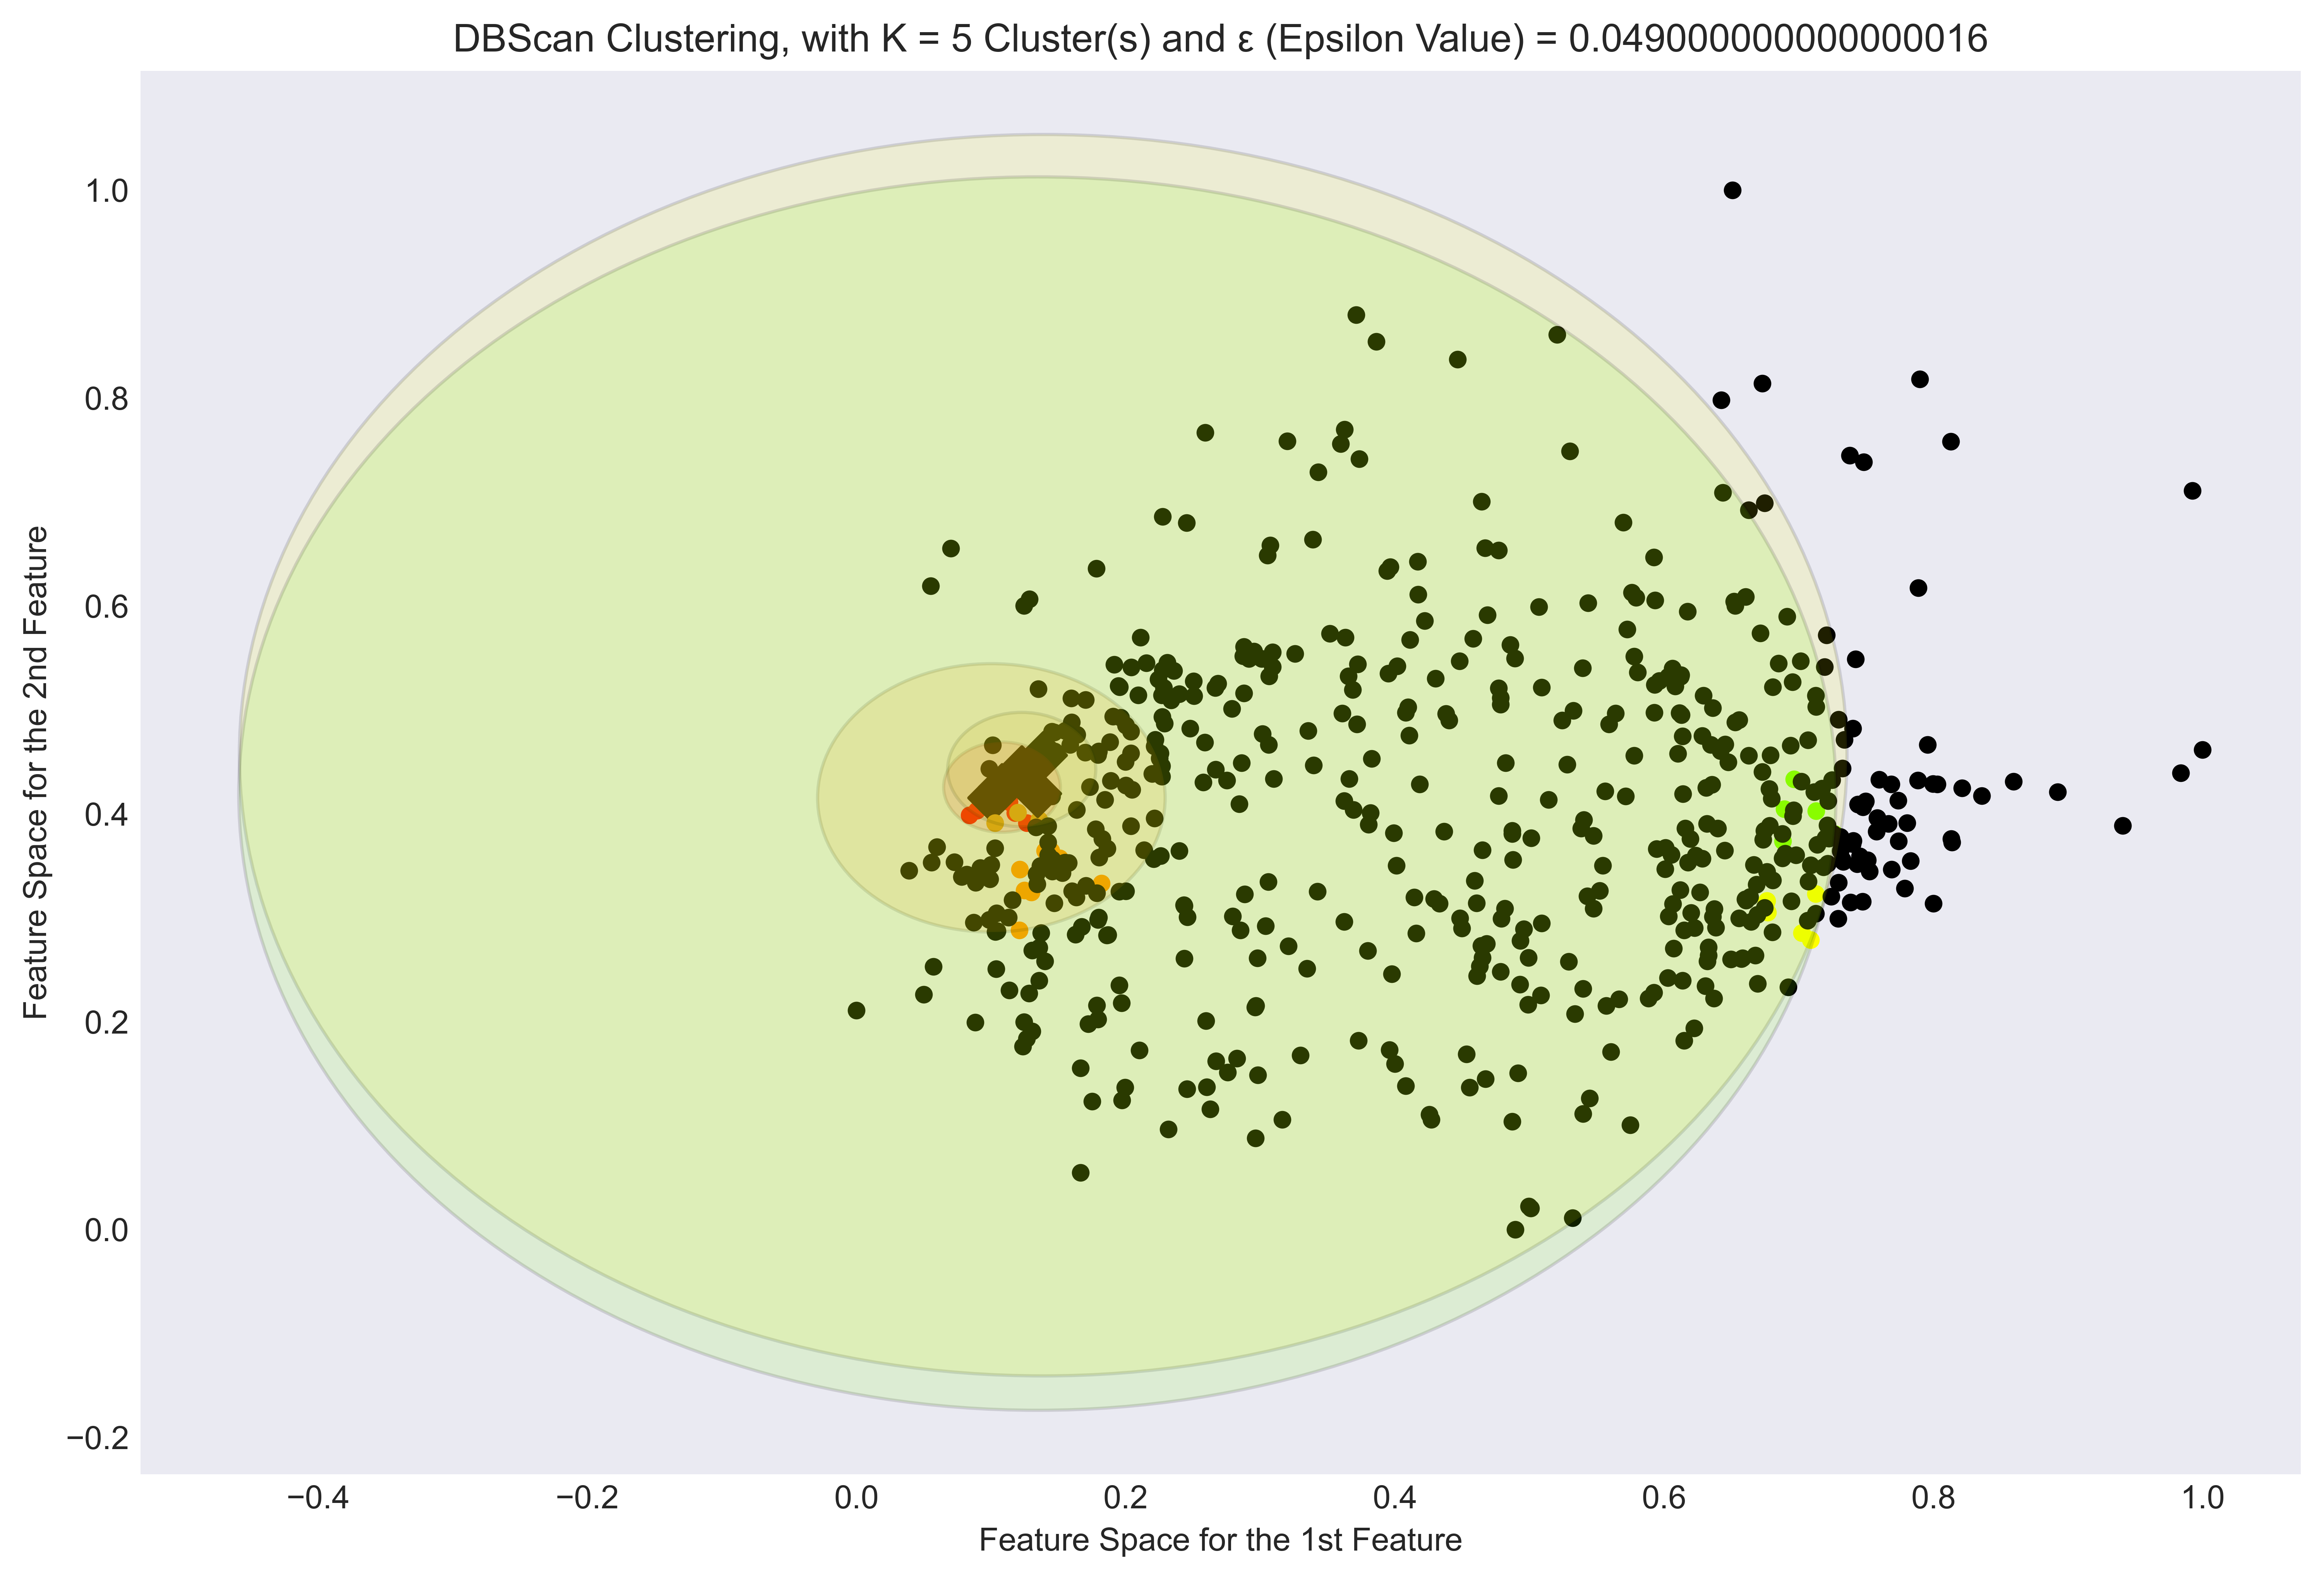 DBScan Clustering, with K = 5 Cluster(s) and ε (Epsilon Value) = 0.049000000000000016
1.0
0.8
0.6
0.4
0.2
0.0
−0.2
Feature Space for the 2nd Feature
−0.4 −0.2 0.0 0.2 0.4 0.6 0.8 1.0
Feature Space for the 1st Feature